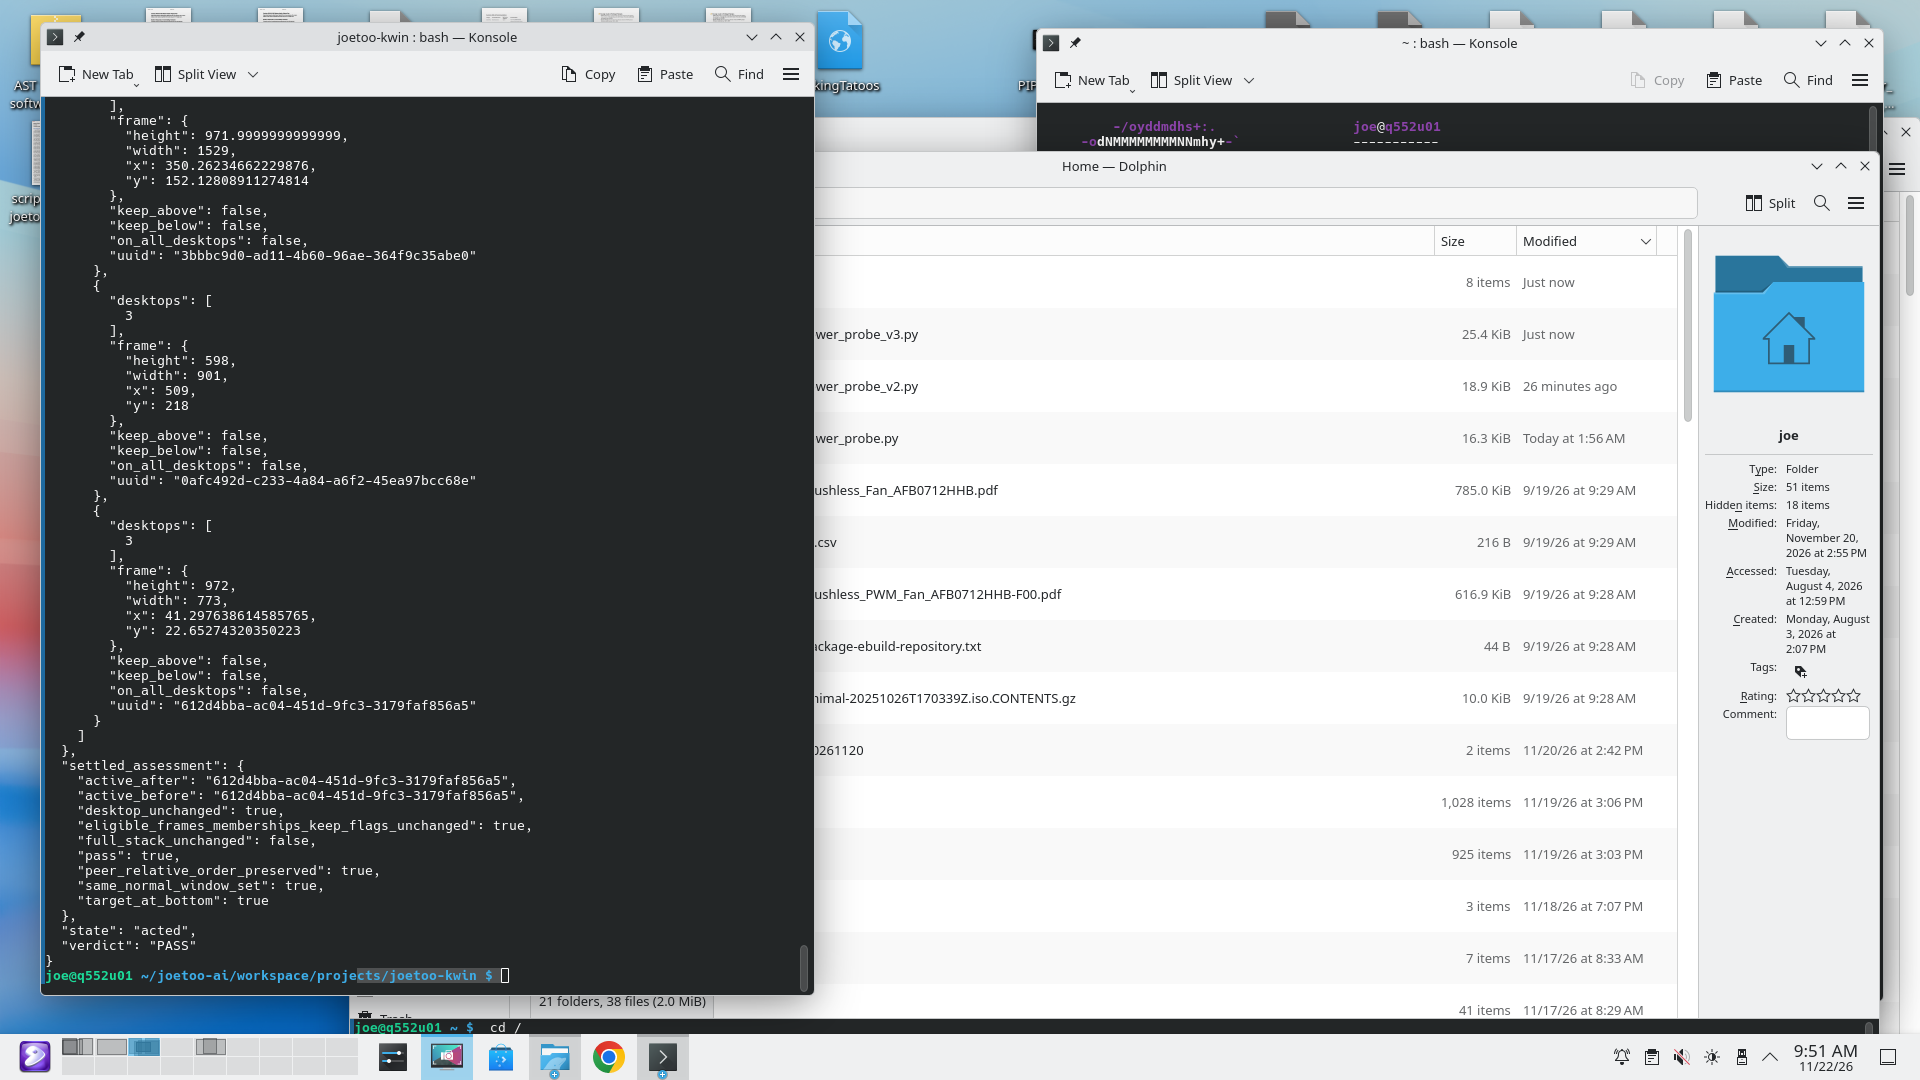 AST
softw
scrip
joeto
kingTatoos
PIP
joetoo-kwin : bash — Konsole
New Tab
Split View
Copy
Paste
Find
],
"frame": {
"height": 971.9999999999999,
"width": 1529,
"x": 350.26234662229876,
"y": 152.12808911274814
},
"keep_above": false,
"keep_below": false,
"on_all_desktops": false,
"uuid": "3bbbc9d0-ad11-4b60-96ae-364f9c35abe0"
},
{
"desktops": [
3
],
"frame": {
"height": 598,
"width": 901,
"x": 509,
"y": 218
},
"keep_above": false,
"keep_below": false,
"on_all_desktops": false,
"uuid": "0afc492d-c233-4a84-a6f2-45ea97bcc68e"
},
{
"desktops": [
3
],
"frame": {
"height": 972,
"width": 773,
"x": 41.297638614585765,
"y": 22.65274320350223
},
"keep_above": false,
"keep_below": false,
"on_all_desktops": false,
"uuid": "612d4bba-ac04-451d-9fc3-3179faf856a5"
}
]
},
"settled_assessment": {
"active_after": "612d4bba-ac04-451d-9fc3-3179faf856a5",
"active_before": "612d4bba-ac04-451d-9fc3-3179faf856a5",
"desktop_unchanged": true,
"eligible_frames_memberships_keep_flags_unchanged": true,
"full_stack_unchanged": false,
"pass": true,
"peer_relative_order_preserved": true,
"same_normal_window_set": true,
"target_at_bottom": true
},
"state": "acted",
"verdict": "PASS"
}
joe@q552u01 ~/joetoo-ai/workspace/projects/joetoo-kwin $
~ : bash — Konsole
New Tab
Split View
Copy
Paste
Find
-/oyddmdhs+:. joe@q552u01
-odNMMMMMMMMNNmhy+-` -----------
Home — Dolphin
Split
Size Modified
8 items Just now
wer_probe_v3.py 25.4 KiB Just now
wer_probe_v2.py 18.9 KiB 26 minutes ago
wer_probe.py 16.3 KiB Today at 1:56 AM
ushless_Fan_AFB0712HHB.pdf 785.0 KiB 9/19/26 at 9:29 AM
.csv 216 B 9/19/26 at 9:29 AM
ushless_PWM_Fan_AFB0712HHB-F00.pdf 616.9 KiB 9/19/26 at 9:28 AM
ackage-ebuild-repository.txt 44 B 9/19/26 at 9:28 AM
nimal-20251026T170339Z.iso.CONTENTS.gz 10.0 KiB 9/19/26 at 9:28 AM
0261120 2 items 11/20/26 at 2:42 PM
1,028 items 11/19/26 at 3:06 PM
925 items 11/19/26 at 3:03 PM
3 items 11/18/26 at 7:07 PM
7 items 11/17/26 at 8:33 AM
41 items 11/17/26 at 8:29 AM
Trash
21 folders, 38 files (2.0 MiB)
joe
Type: Folder
Size: 51 items
Hidden items: 18 items
Modified: Friday,
November 20,
2026 at 2:55 PM
Accessed: Tuesday,
August 4, 2026
at 12:59 PM
Created: Monday, August
3, 2026 at
2:07 PM
Tags:
Rating:
Comment:
joe@q552u01 ~ $ cd /
9:51 AM
11/22/26